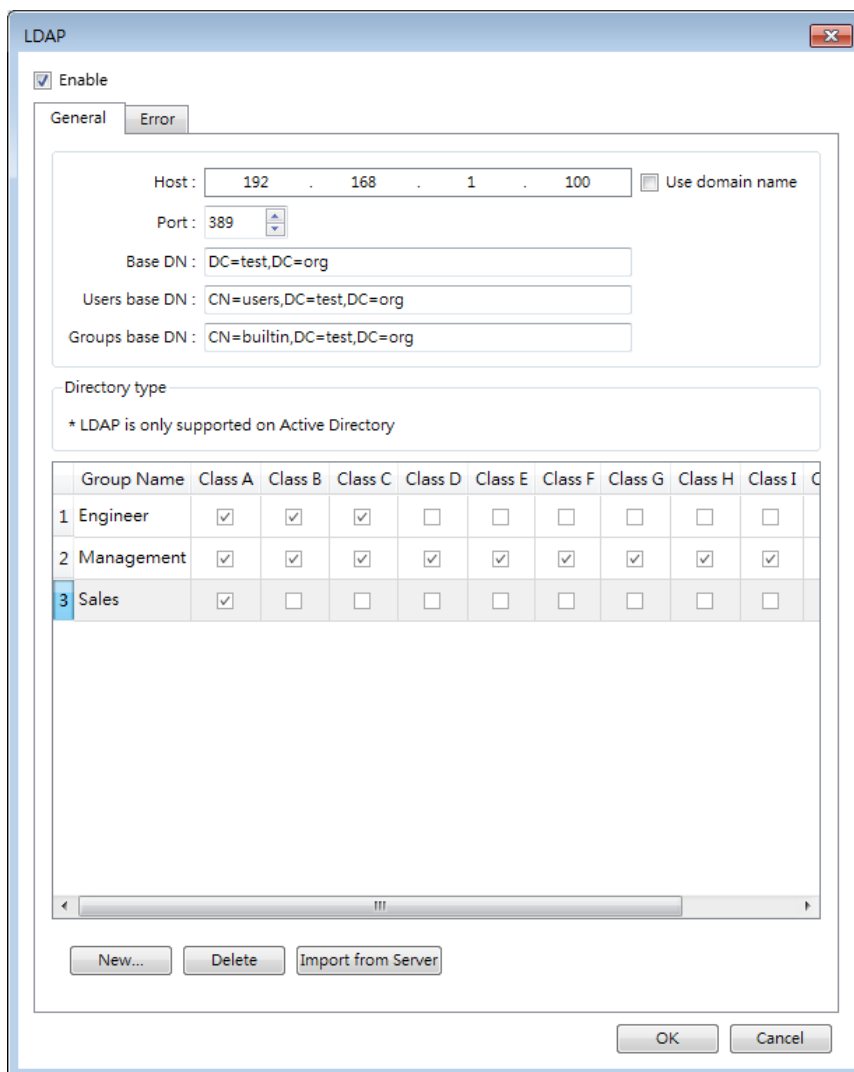 LDAP
Enable
General Error
Host : 192 . 168 . 1 . 100 Use domain name
Port : 389
Base DN : DC=test,DC=org
Users base DN : CN=users,DC=test,DC=org
Groups base DN : CN=builtin,DC=test,DC=org
Directory type
* LDAP is only supported on Active Directory
Group Name Class A Class B Class C Class D Class E Class F Class G Class H Class I C
1 Engineer
2 Management
3 Sales
New... Delete Import from Server
OK Cancel